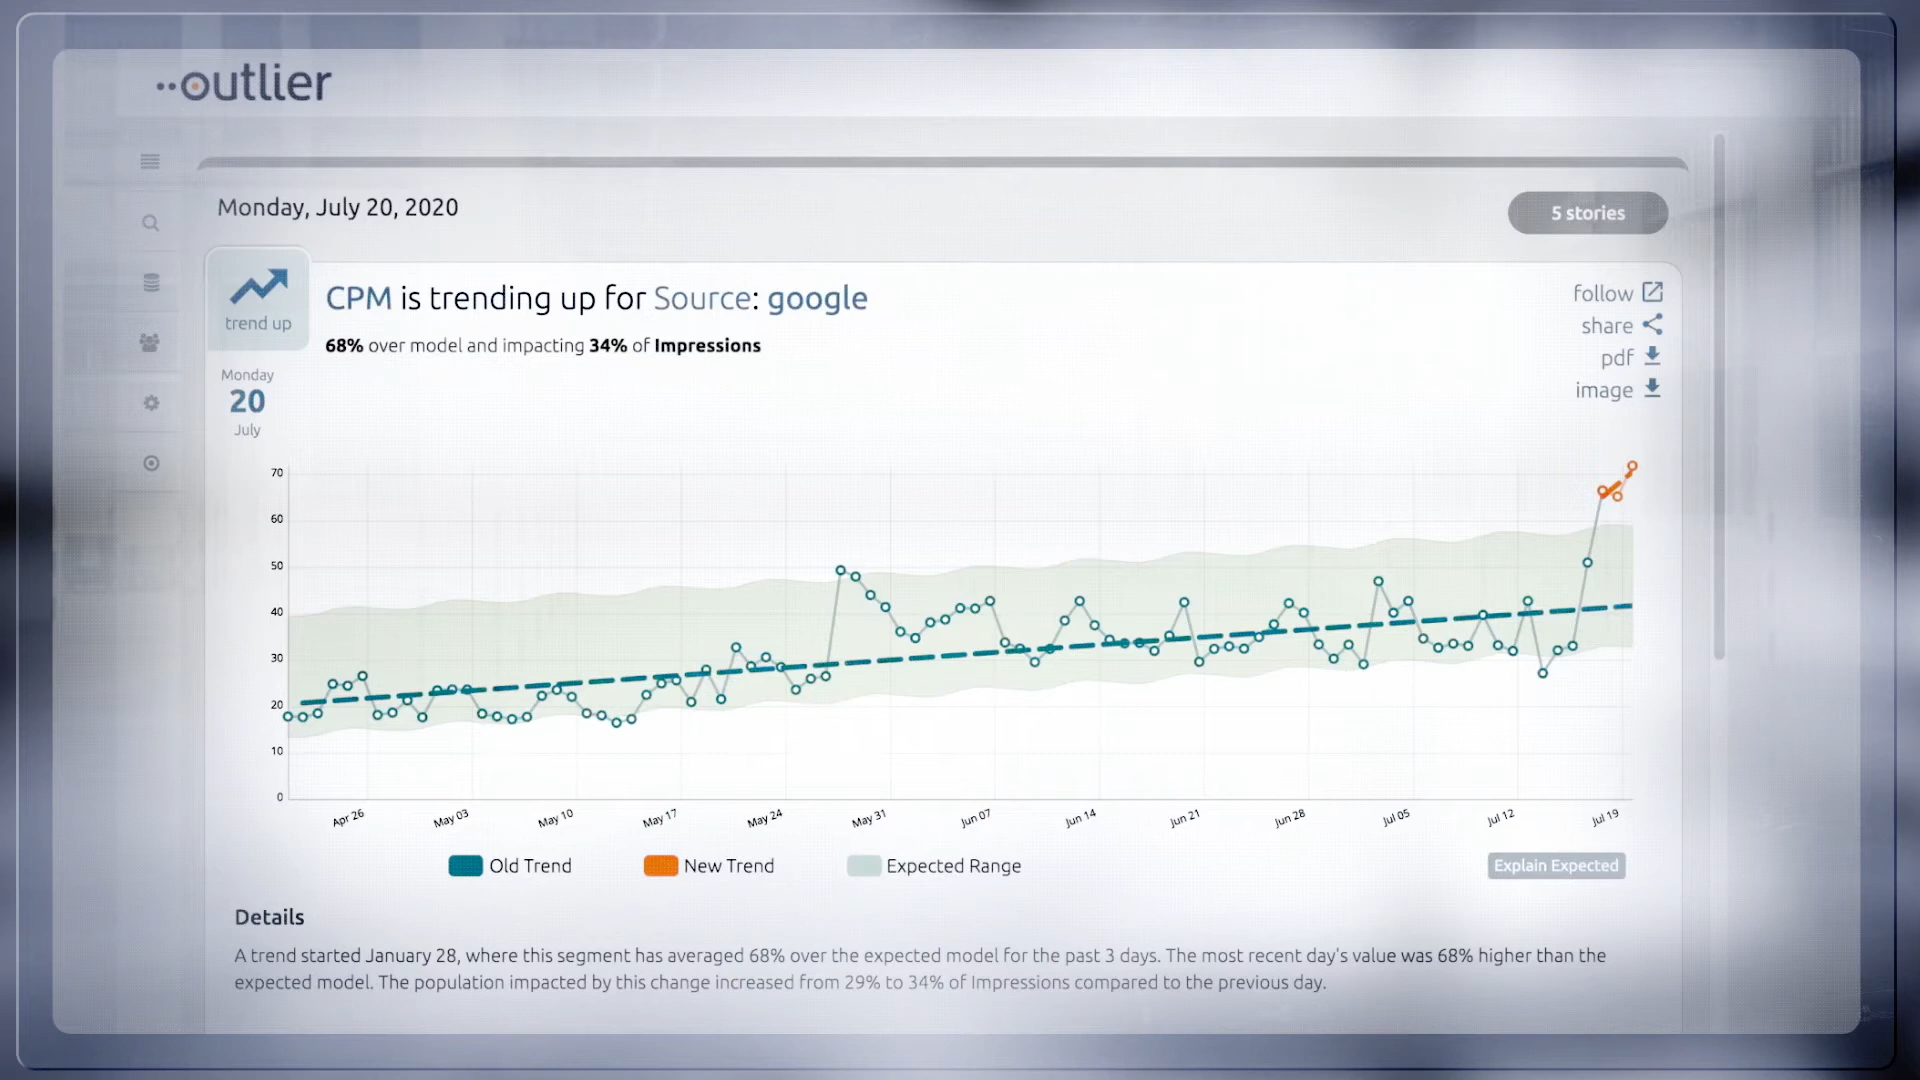 outlier
Monday, July 20, 2020
5 stories
trend up
CPM is trending up for Source: google
68% over model and impacting 34% of Impressions
follow
share
pdf
image
Monday
20
July
70
60
50
40
30
20
10
0
Apr 26
May 03
May 10
May 17
May 24
May 31
Jun 07
Jun 14
Jun 21
Jun 28
Jul 05
Jul 12
Jul 19
Old Trend
New Trend
Expected Range
Explain Expected
Details
A trend started January 28, where this segment has averaged 68% over the expected model for the past 3 days. The most recent day's value was 68% higher than the
expected model. The population impacted by this change increased from 29% to 34% of Impressions compared to the previous day.